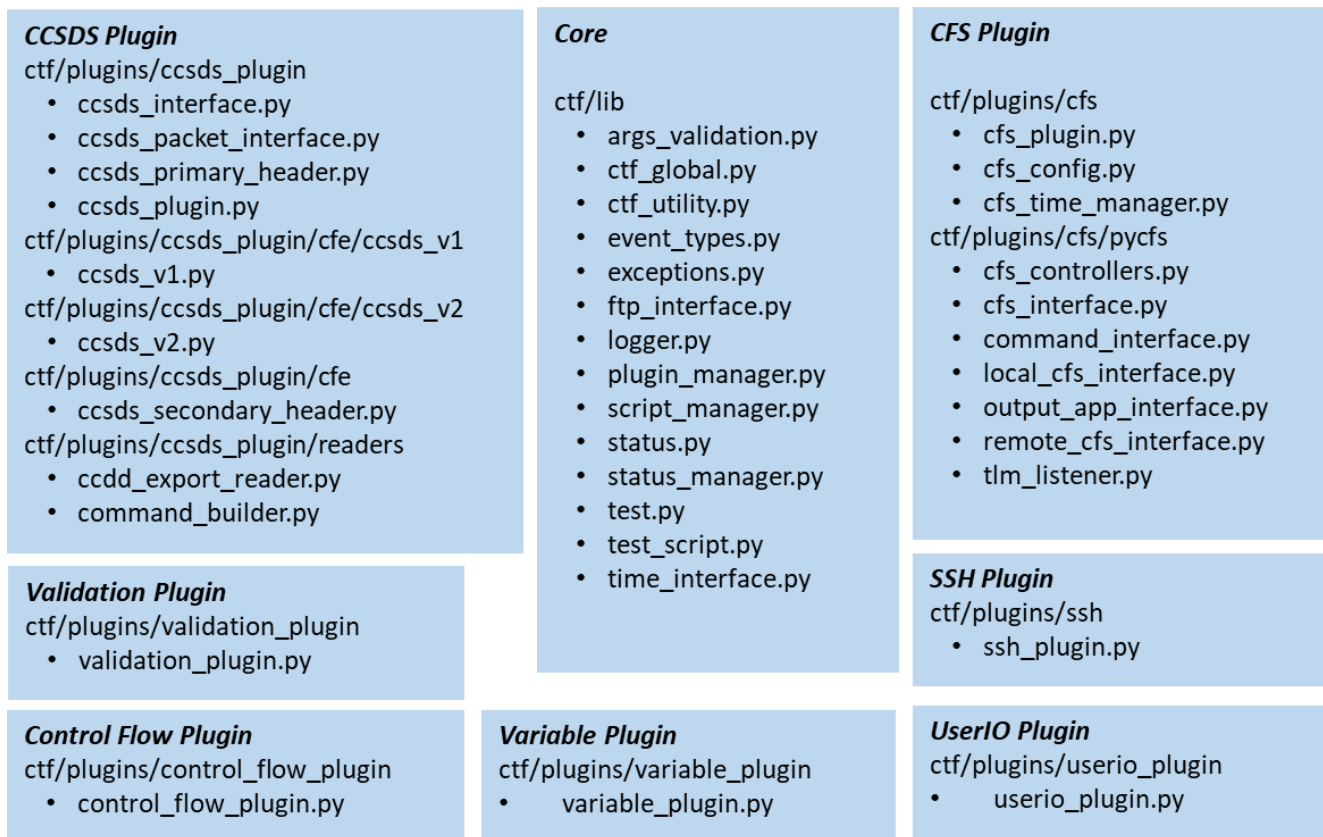 CCSDS Plugin
ctf/plugins/ccsds_plugin
• ccsds_interface.py
• ccsds_packet_interface.py
• ccsds_primary_header.py
• ccsds_plugin.py
ctf/plugins/ccsds_plugin/cfe/ccsds_v1
• ccsds_v1.py
ctf/plugins/ccsds_plugin/cfe/ccsds_v2
• ccsds_v2.py
ctf/plugins/ccsds_plugin/cfe
• ccsds_secondary_header.py
ctf/plugins/ccsds_plugin/readers
• ccdd_export_reader.py
• command_builder.py
Core
ctf/lib
• args_validation.py
• ctf_global.py
• ctf_utility.py
• event_types.py
• exceptions.py
• ftp_interface.py
• logger.py
• plugin_manager.py
• script_manager.py
• status.py
• status_manager.py
• test.py
• test_script.py
• time_interface.py
CFS Plugin
ctf/plugins/cfs
• cfs_plugin.py
• cfs_config.py
• cfs_time_manager.py
ctf/plugins/cfs/pycfs
• cfs_controllers.py
• cfs_interface.py
• command_interface.py
• local_cfs_interface.py
• output_app_interface.py
• remote_cfs_interface.py
• tlm_listener.py
Validation Plugin
ctf/plugins/validation_plugin
• validation_plugin.py
SSH Plugin
ctf/plugins/ssh
• ssh_plugin.py
Control Flow Plugin
ctf/plugins/control_flow_plugin
• control_flow_plugin.py
Variable Plugin
ctf/plugins/variable_plugin
• variable_plugin.py
UserIO Plugin
ctf/plugins/userio_plugin
• userio_plugin.py